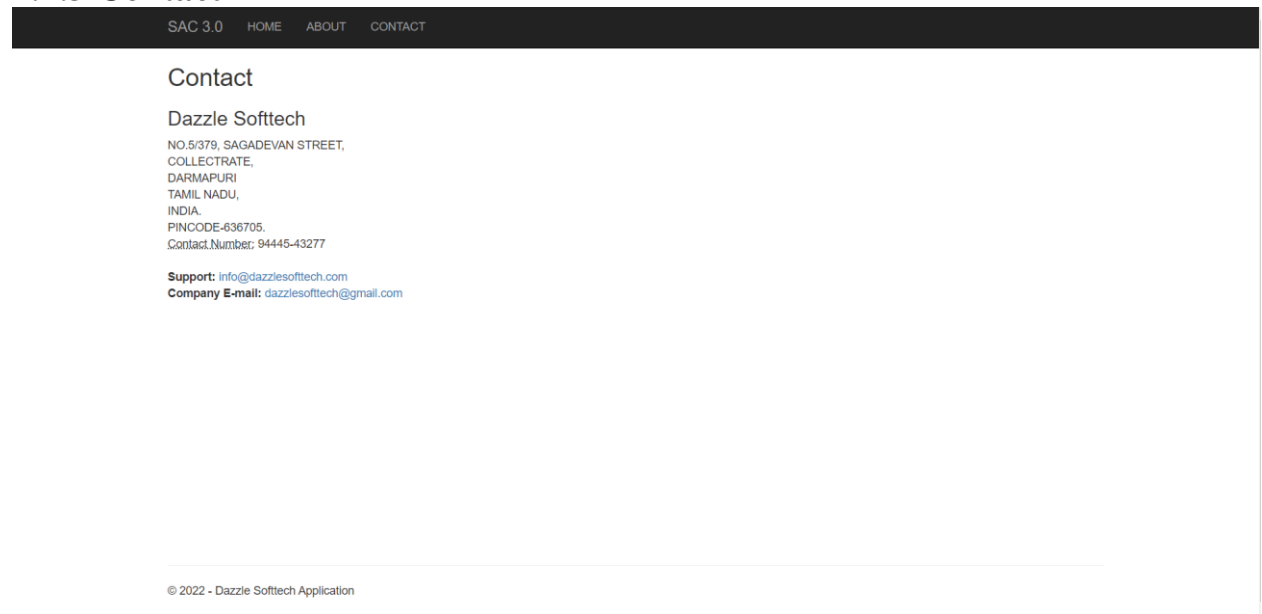 SAC 3.0 HOME ABOUT CONTACT
Contact
Dazzle Softtech
NO.5/379, SAGADEVAN STREET,
COLLECTRATE,
DARMAPURI
TAMIL NADU,
INDIA.
PINCODE-636705.
Contact Number: 94445-43277
Support: info@dazzlesofttech.com
Company E-mail: dazzlesofttech@gmail.com
© 2022 - Dazzle Softtech Application